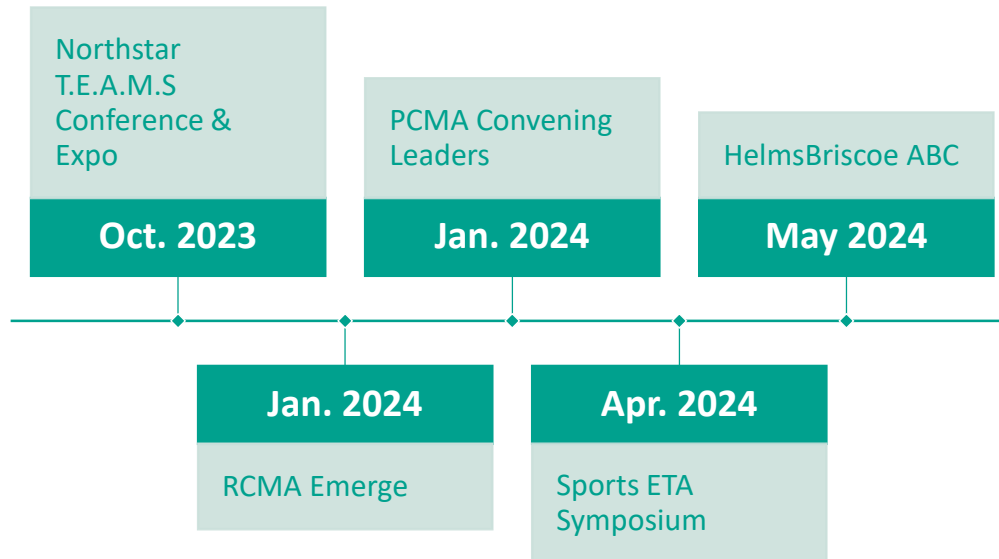 Northstar
T.E.A.M.S
Conference &
Expo
Oct. 2023
Jan. 2024
RCMA Emerge
PCMA Convening
Leaders
Jan. 2024
Apr. 2024
Sports ETA
Symposium
HelmsBriscoe ABC
May 2024